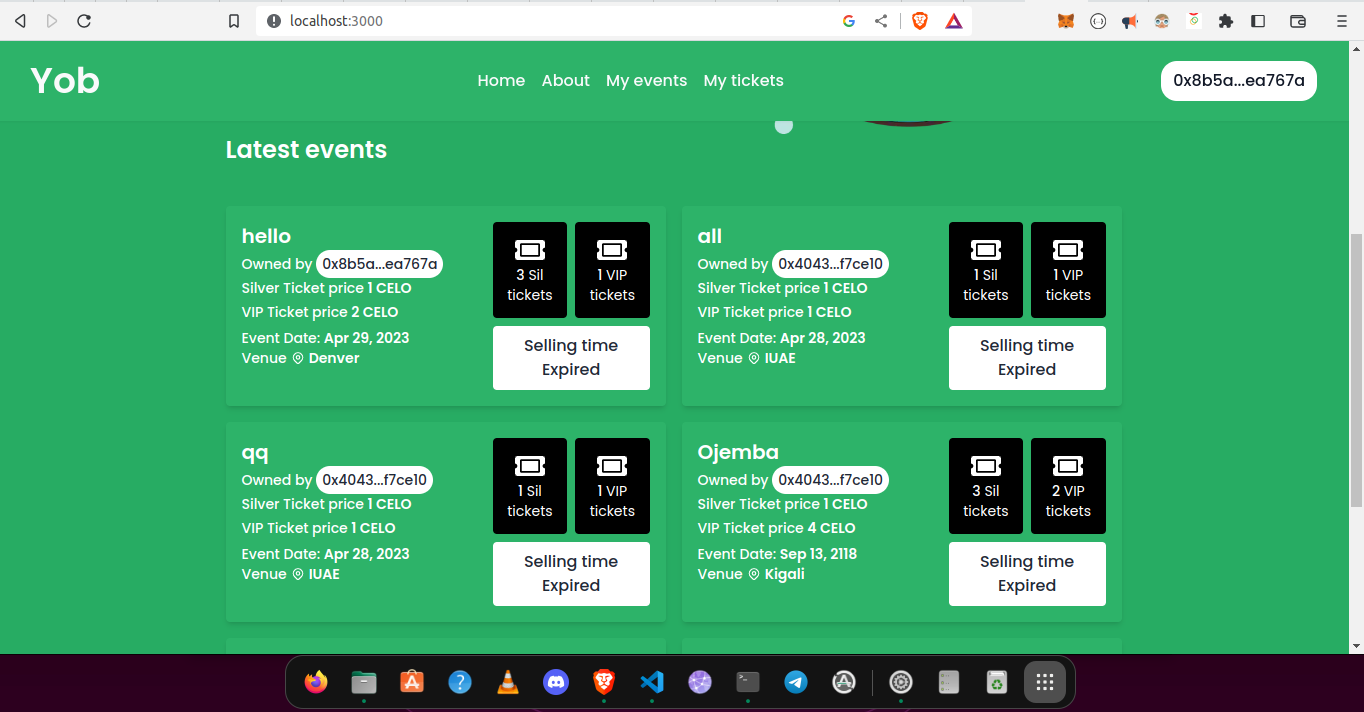 localhost:3000
Yob
Home About My events My tickets
0x8b5a...ea767a
Latest events
hello
Owned by 0x8b5a...ea767a
Silver Ticket price 1 CELO
VIP Ticket price 2 CELO
Event Date: Apr 29, 2023
Venue Denver
3 Sil
tickets
1 VIP
tickets
Selling time
Expired
all
Owned by 0x4043...f7ce10
Silver Ticket price 1 CELO
VIP Ticket price 1 CELO
Event Date: Apr 28, 2023
Venue IUAE
1 Sil
tickets
1 VIP
tickets
Selling time
Expired
qq
Owned by 0x4043...f7ce10
Silver Ticket price 1 CELO
VIP Ticket price 1 CELO
Event Date: Apr 28, 2023
Venue IUAE
1 Sil
tickets
1 VIP
tickets
Selling time
Expired
Ojemba
Owned by 0x4043...f7ce10
Silver Ticket price 1 CELO
VIP Ticket price 4 CELO
Event Date: Sep 13, 2118
Venue Kigali
3 Sil
tickets
2 VIP
tickets
Selling time
Expired